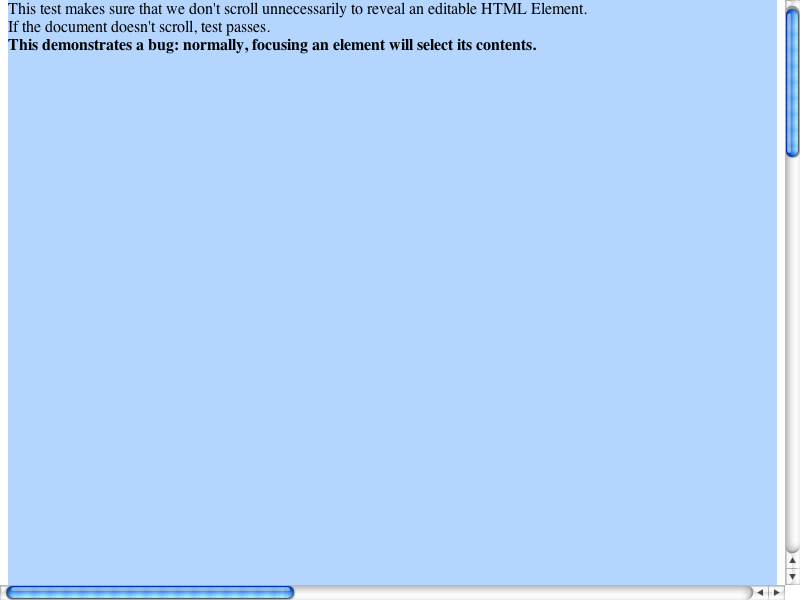 This test makes sure that we don't scroll unnecessarily to reveal an editable HTML Element.
If the document doesn't scroll, test passes.
This demonstrates a bug: normally, focusing an element will select its contents.